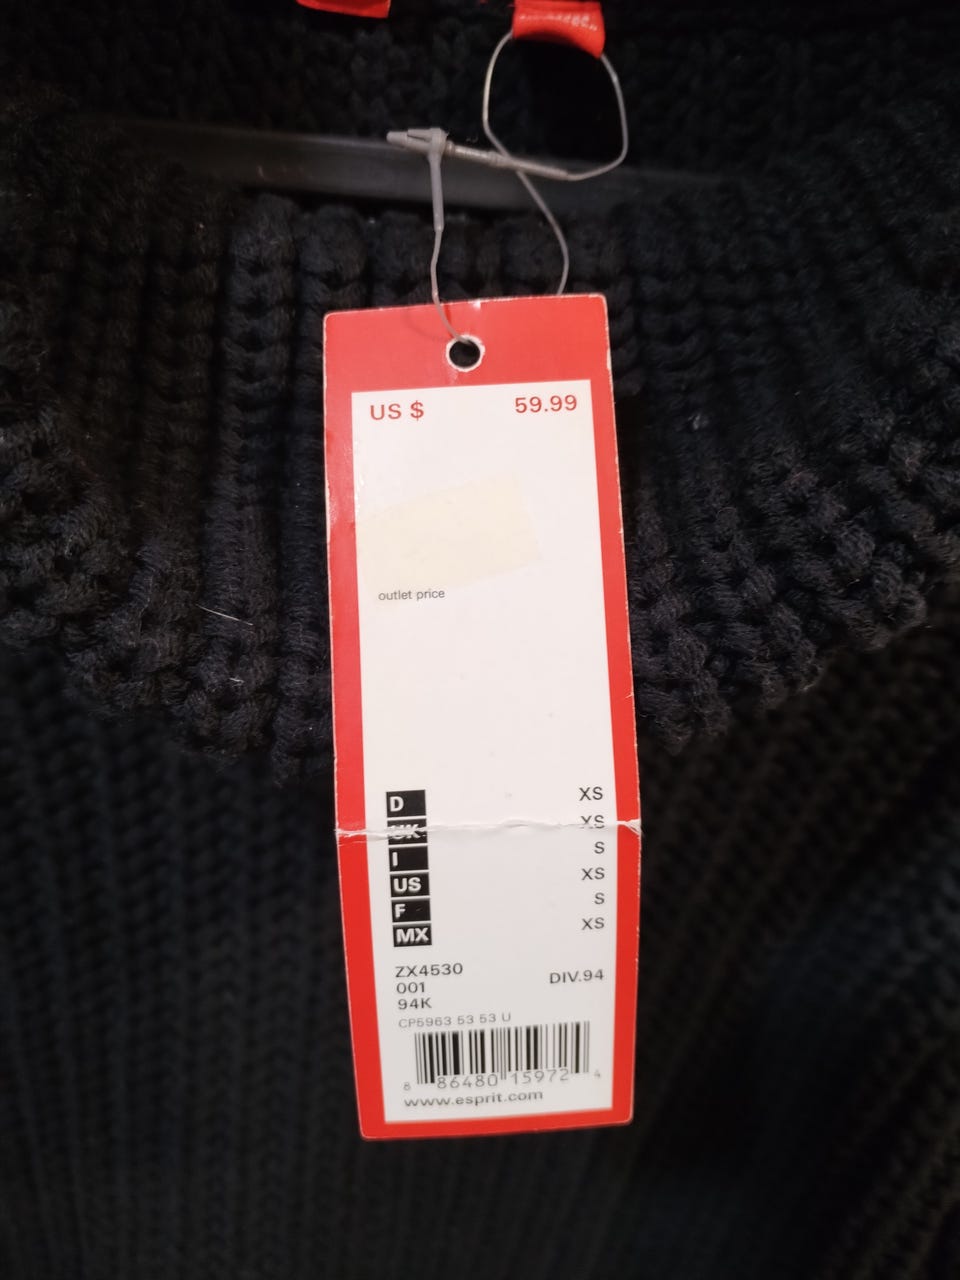 US $ 59.99
outlet price
D XS
UK XS
I S
US XS
F S
MX XS
ZX4530
001 DIV.94
94K
CP5963 53 53 U
8 86480 15972 4
www.esprit.com